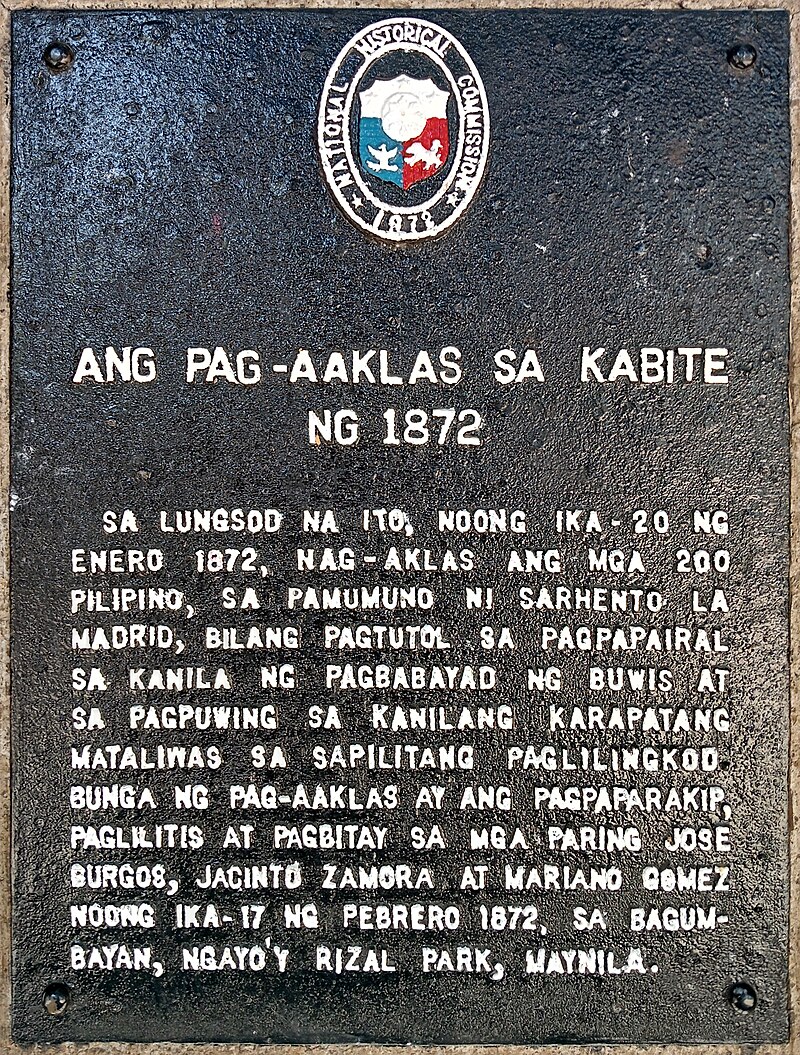 NATIONAL HISTORICAL COMMISSION
1972
ANG PAG-AAKLAS SA KABITE
NG 1872
SA LUNGSOD NA ITO, NOONG IKA-20 NG
ENERO 1872, NAG-AKLAS ANG MGA 200
PILIPINO, SA PAMUMUNO NI SARHENTO LA
MADRID, BILANG PAGTUTOL SA PAGPAPAIRAL
SA KANILA NG PAGBABAYAD NG BUWIS AT
SA PAGPUWING SA KANILANG KARAPATANG
MATALIWAS SA SAPILITANG PAGLILINGKOD.
BUNGA NG PAG-AAKLAS AY ANG PAGPAPARAKIP,
PAGLILITIS AT PAGBITAY SA MGA PARING JOSE
BURGOS, JACINTO ZAMORA AT MARIANO GOMEZ
NOONG IKA-17 NG PEBRERO 1872, SA BAGUM-
BAYAN, NGAYO'Y RIZAL PARK, MAYNILA.